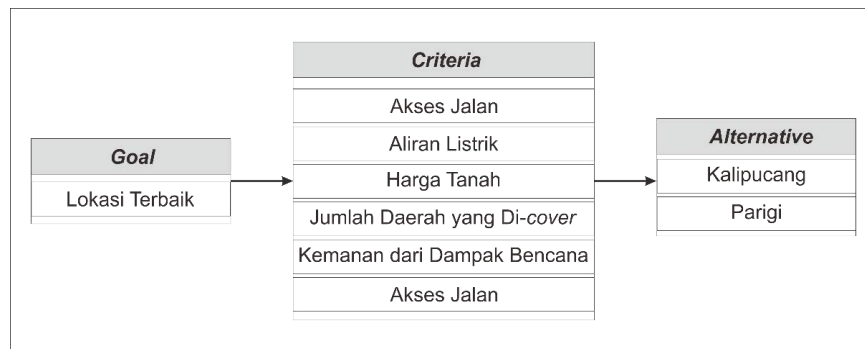 Goal
Lokasi Terbaik
Criteria
Akses Jalan
Aliran Listrik
Harga Tanah
Jumlah Daerah yang Di-cover
Kemanan dari Dampak Bencana
Akses Jalan
Alternative
Kalipucang
Parigi